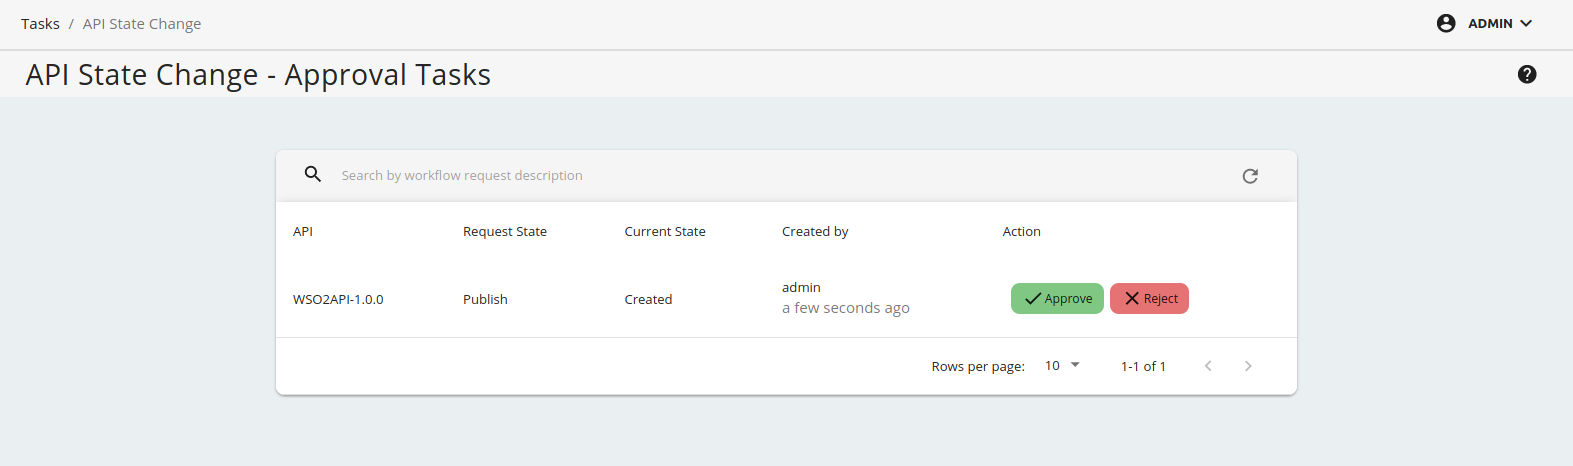 Tasks / API State Change
ADMIN
API State Change - Approval Tasks
Search by workflow request description
API Request State Current State Created by Action
WSO2API-1.0.0 Publish Created admin Approve Reject
a few seconds ago
Rows per page: 10 1-1 of 1